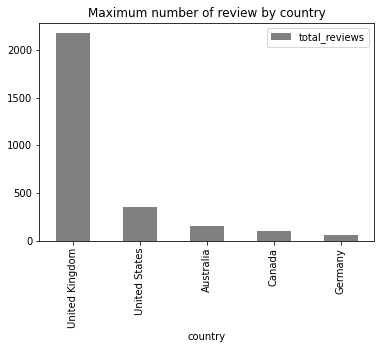 Maximum number of review by country
total_reviews
2000
1500
1000
500
0
United Kingdom
United States
Australia
Canada
Germany
country